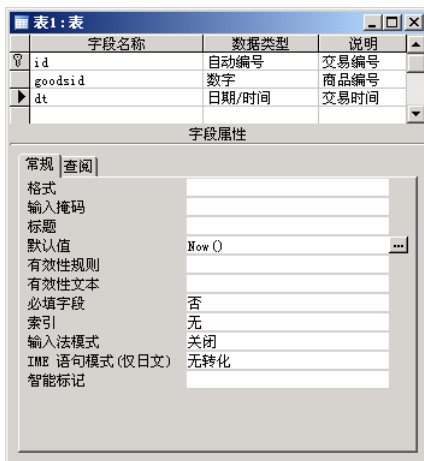 表1:表
字段名称 数据类型 说明
id 自动编号 交易编号
goodsid 数字 商品编号
dt 日期/时间 交易时间
字段属性
常规 查阅
格式
输入掩码
标题
默认值 Now()
有效性规则
有效性文本
必填字段 否
索引 无
输入法模式 关闭
IME 语句模式(仅日文) 无转化
智能标记